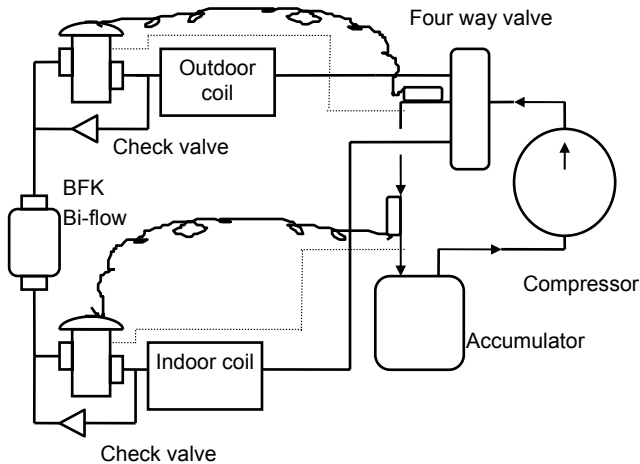 Four way valve
Outdoor
coil
Check valve
BFK
Bi-flow
Compressor
Accumulator
Indoor coil
Check valve